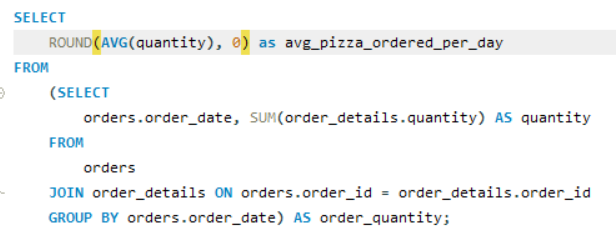 SELECT
ROUND(AVG(quantity), 0) as avg_pizza_ordered_per_day
FROM
(SELECT
orders.order_date, SUM(order_details.quantity) AS quantity
FROM
orders
JOIN order_details ON orders.order_id = order_details.order_id
GROUP BY orders.order_date) AS order_quantity;